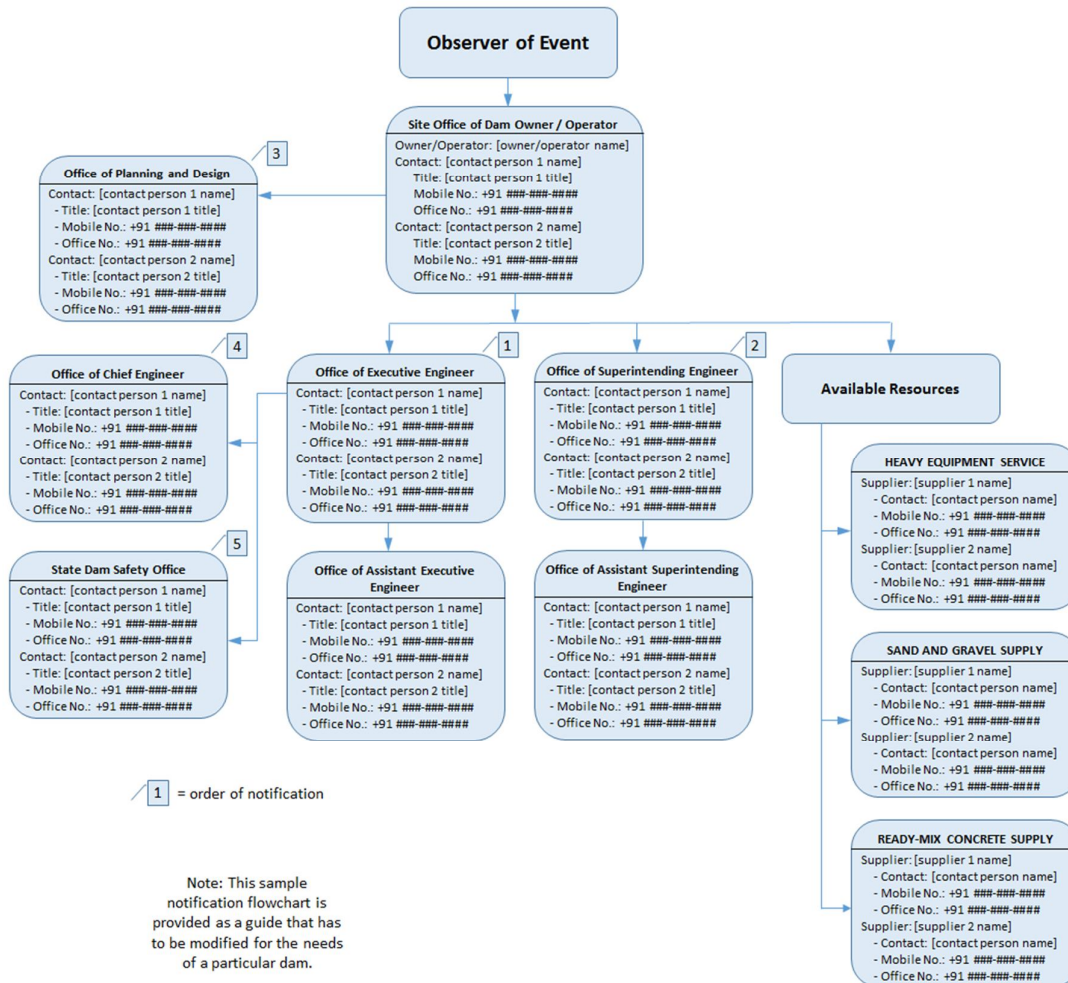 Observer of Event
Site Office of Dam Owner / Operator
Owner/Operator: [owner/operator name]
Contact: [contact person 1 name]
Title: [contact person 1 title]
Mobile No.: +91 ###-###-####
Office No.: +91 ###-###-####
Contact: [contact person 2 name]
Title: [contact person 2 title]
Mobile No.: +91 ###-###-####
Office No.: +91 ###-###-####
3
Office of Planning and Design
Contact: [contact person 1 name]
- Title: [contact person 1 title]
- Mobile No.: +91 ###-###-####
- Office No.: +91 ###-###-####
Contact: [contact person 2 name]
- Title: [contact person 2 title]
- Mobile No.: +91 ###-###-####
- Office No.: +91 ###-###-####
4
Office of Chief Engineer
Contact: [contact person 1 name]
- Title: [contact person 1 title]
- Mobile No.: +91 ###-###-####
- Office No.: +91 ###-###-####
Contact: [contact person 2 name]
- Title: [contact person 2 title]
- Mobile No.: +91 ###-###-####
- Office No.: +91 ###-###-####
1
Office of Executive Engineer
Contact: [contact person 1 name]
- Title: [contact person 1 title]
- Mobile No.: +91 ###-###-####
- Office No.: +91 ###-###-####
Contact: [contact person 2 name]
- Title: [contact person 2 title]
- Mobile No.: +91 ###-###-####
- Office No.: +91 ###-###-####
2
Office of Superintending Engineer
Contact: [contact person 1 name]
- Title: [contact person 1 title]
- Mobile No.: +91 ###-###-####
- Office No.: +91 ###-###-####
Contact: [contact person 2 name]
- Title: [contact person 2 title]
- Mobile No.: +91 ###-###-####
- Office No.: +91 ###-###-####
Available Resources
5
State Dam Safety Office
Contact: [contact person 1 name]
- Title: [contact person 1 title]
- Mobile No.: +91 ###-###-####
- Office No.: +91 ###-###-####
Contact: [contact person 2 name]
- Title: [contact person 2 title]
- Mobile No.: +91 ###-###-####
- Office No.: +91 ###-###-####
Office of Assistant Executive
Engineer
Contact: [contact person 1 name]
- Title: [contact person 1 title]
- Mobile No.: +91 ###-###-####
- Office No.: +91 ###-###-####
Contact: [contact person 2 name]
- Title: [contact person 2 title]
- Mobile No.: +91 ###-###-####
- Office No.: +91 ###-###-####
Office of Assistant Superintending
Engineer
Contact: [contact person 1 name]
- Title: [contact person 1 title]
- Mobile No.: +91 ###-###-####
- Office No.: +91 ###-###-####
Contact: [contact person 2 name]
- Title: [contact person 2 title]
- Mobile No.: +91 ###-###-####
- Office No.: +91 ###-###-####
HEAVY EQUIPMENT SERVICE
Supplier: [supplier 1 name]
- Contact: [contact person name]
- Mobile No.: +91 ###-###-####
- Office No.: +91 ###-###-####
Supplier: [supplier 2 name]
- Contact: [contact person name]
- Mobile No.: +91 ###-###-####
- Office No.: +91 ###-###-####
SAND AND GRAVEL SUPPLY
Supplier: [supplier 1 name]
- Contact: [contact person name]
- Mobile No.: +91 ###-###-####
- Office No.: +91 ###-###-####
Supplier: [supplier 2 name]
- Contact: [contact person name]
- Mobile No.: +91 ###-###-####
- Office No.: +91 ###-###-####
READY-MIX CONCRETE SUPPLY
Supplier: [supplier 1 name]
- Contact: [contact person name]
- Mobile No.: +91 ###-###-####
- Office No.: +91 ###-###-####
Supplier: [supplier 2 name]
- Contact: [contact person name]
- Mobile No.: +91 ###-###-####
- Office No.: +91 ###-###-####
1 = order of notification
Note: This sample
notification flowchart is
provided as a guide that has
to be modified for the needs
of a particular dam.